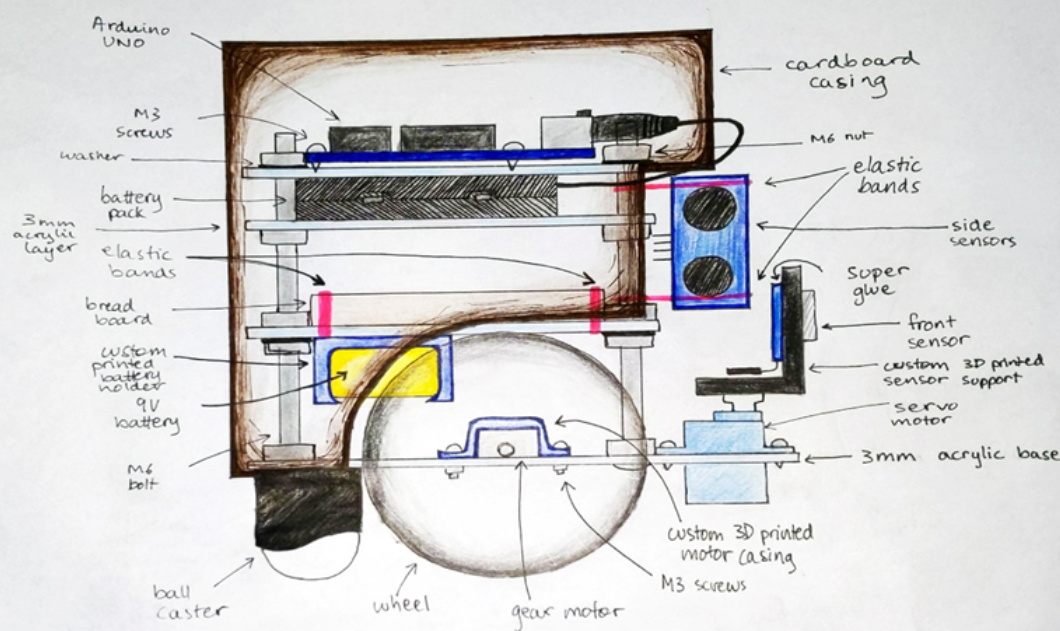 Arduino
UNO
M3
screws
washer
battery
pack
3mm
acrylic
layer
elastic
bands
bread
board
custom
printed
battery
holder
9V
battery
M6
bolt
ball
caster
wheel
gear motor
M3 screws
custom 3D printed
motor casing
3mm acrylic base
servo
motor
custom 3D printed
sensor support
front
sensor
super
glue
side
sensors
elastic
bands
M6 nut
cardboard
casing